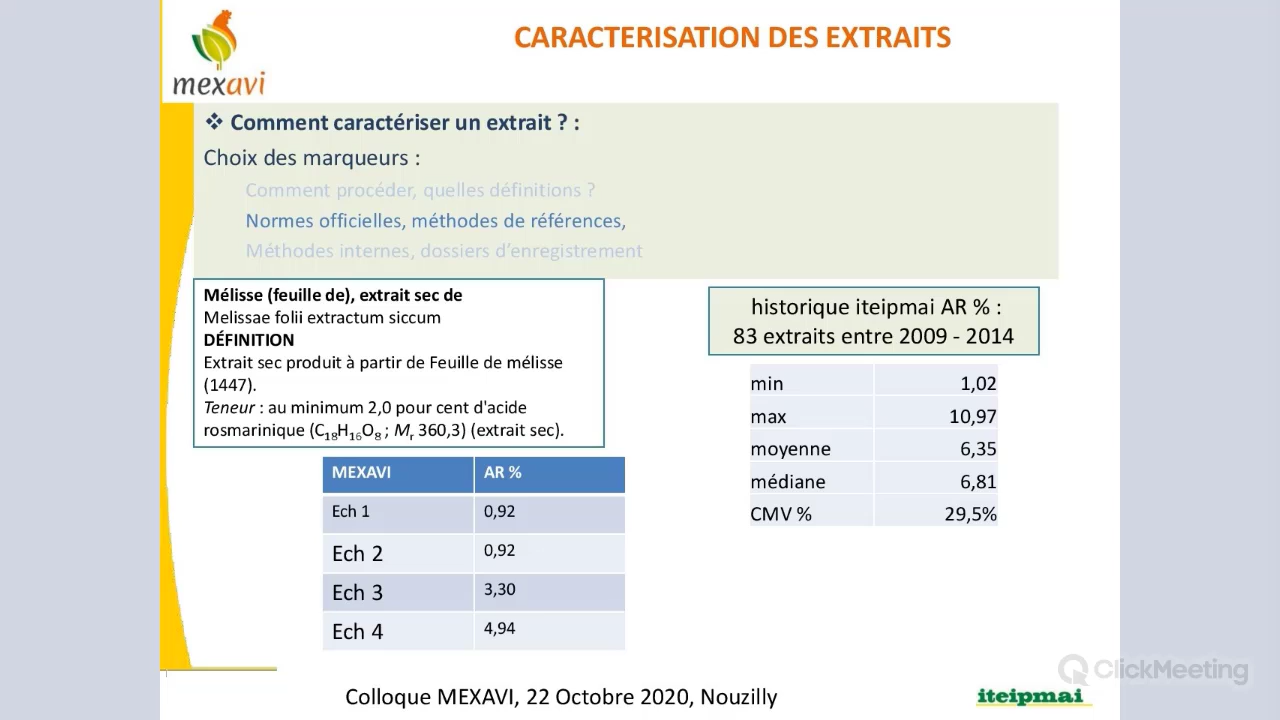 mexavi
CARACTERISATION DES EXTRAITS
❖ Comment caractériser un extrait ? :
Choix des marqueurs :
Comment procéder, quelles définitions ?
Normes officielles, méthodes de références,
Méthodes internes, dossiers d'enregistrement
Mélisse (feuille de), extrait sec de
Melissae folii extractum siccum
DÉFINITION
Extrait sec produit à partir de Feuille de mélisse
(1447).
Teneur : au minimum 2,0 pour cent d'acide
rosmarinique (C₁₈H₁₆O₈ ; Mr 360,3) (extrait sec).
MEXAVI AR %
Ech 1 0,92
Ech 2 0,92
Ech 3 3,30
Ech 4 4,94
historique iteipmai AR % :
83 extraits entre 2009 - 2014
min 1,02
max 10,97
moyenne 6,35
médiane 6,81
CMV % 29,5%
ClickMeeting
Colloque MEXAVI, 22 Octobre 2020, Nouzilly
iteipmai